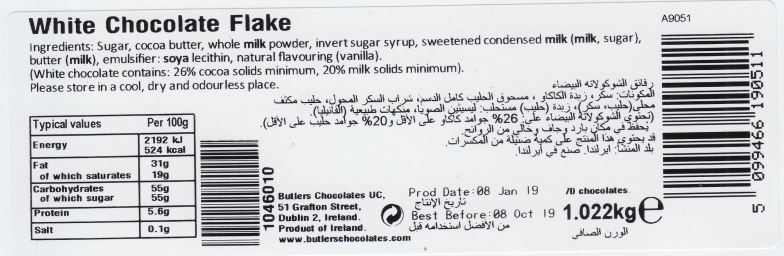 White Chocolate Flake
A9051
Ingredients: Sugar, cocoa butter, whole milk powder, invert sugar syrup, sweetened condensed milk (milk, sugar),
butter (milk), emulsifier: soya lecithin, natural flavouring (vanilla).
(White chocolate contains: 26% cocoa solids minimum, 20% milk solids minimum).
Please store in a cool, dry and odourless place.
رقائق الشوكولاته البيضاء
المكونات: سكر، زبدة الكاكاو ، مسحوق الحليب كامل الدسم، شراب السكر المحول، حليب مكثف
محلى(حليب، سكر)، زبدة (حليب) مستحلب: ليسيثين الصويا، منكهات طبيعية (الفانيليا)
(تحتوي الشوكولاتة البيضاء على: 26% جوامد كاكاو على الأقل و20% جوامد حليب على الأقل).
يحفظ في مكان بارد وجاف وخالي من الروائح.
قد يحتوي هذا المنتج على كمية ضئيلة من المكسرات.
بلد المنشأ: ايرلندا. صنع في ايرلندا.
Typical values Per 100g
Energy 2192 kJ
524 kcal
Fat 31g
of which saturates 19g
Carbohydrates 55g
of which sugar 55g
Protein 5.6g
Salt 0.1g
1046010
Butlers Chocolates UC,
51 Grafton Street,
Dublin 2, Ireland.
Product of Ireland.
www.butlerschocolates.com
Prod Date:08 Jan 19
تاريخ الإنتاج
Best Before:08 Oct 19
من الأفضل استخدامه قبل
70 chocolates
1.022kg℮
الوزن الصافي
5 099466 190511